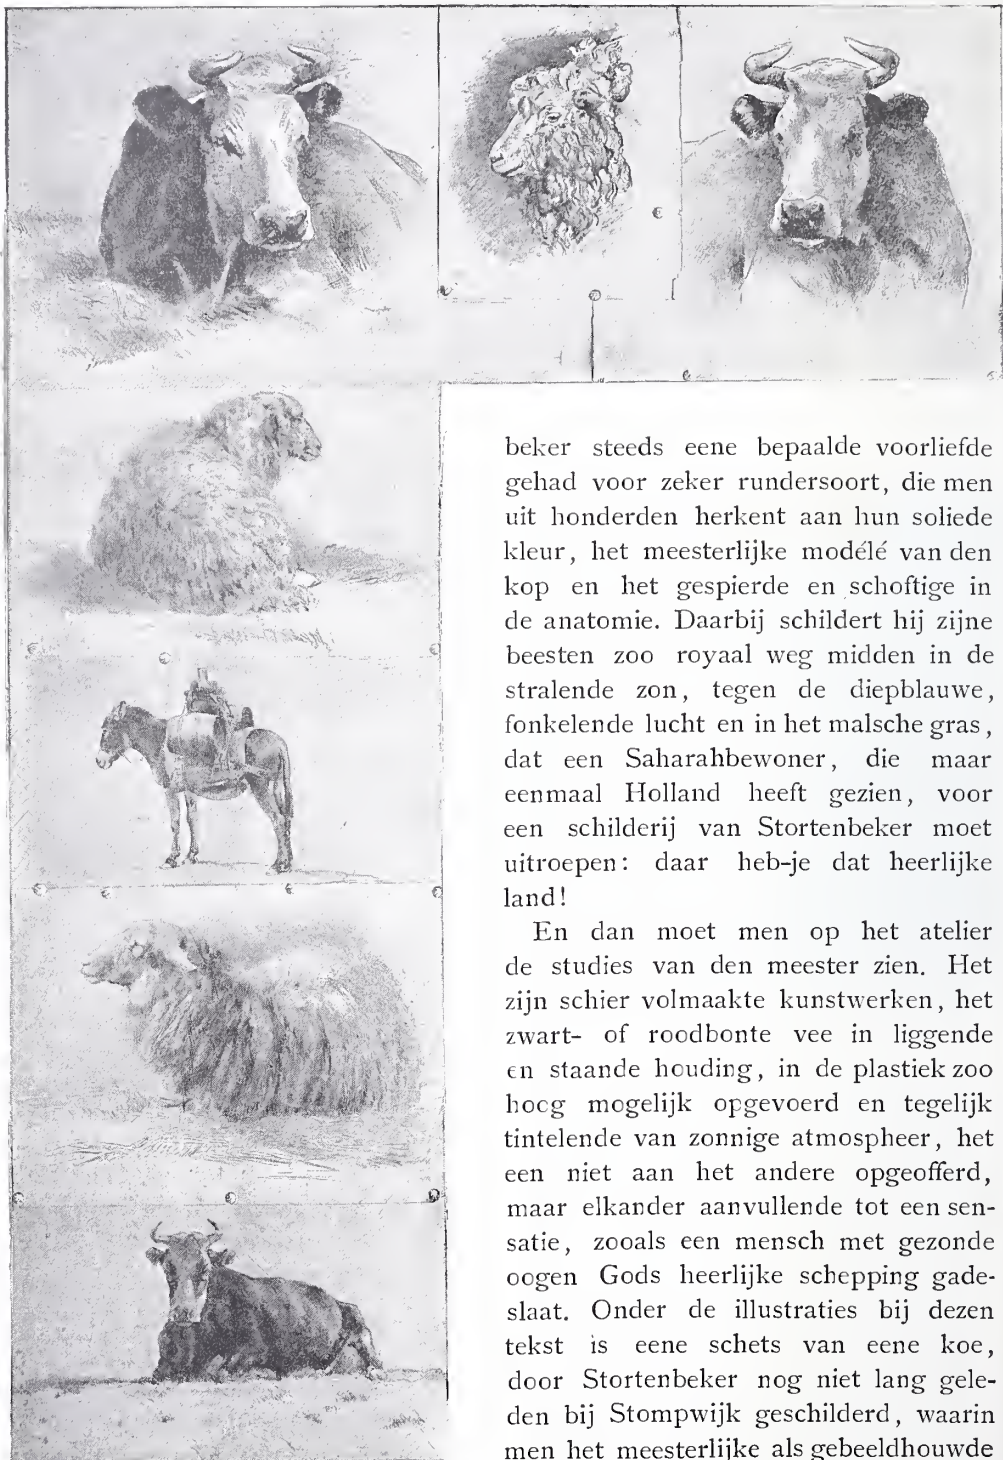 beker steeds eene bepaalde voorliefde
gehad voor zeker rundersoort, die men
uit honderden herkent aan hun soliede
kleur, het meesterlijke modélé van den
kop en het gespierde en schoftige in
de anatomie. Daarbij schildert hij zijne
beesten zoo royaal weg midden in de
stralende zon, tegen de diepblauwe,
fonkelende lucht en in het malsche gras,
dat een Saharahbewoner, die maar
eenmaal Holland heeft gezien, voor
een schilderij van Stortenbeker moet
uitroepen: daar heb-je dat heerlijke
land!
En dan moet men op het atelier
de studies van den meester zien. Het
zijn schier volmaakte kunstwerken, het
zwart- of roodbonte vee in liggende
en staande houding, in de plastiek zoo
hoog mogelijk opgevoerd en tegelijk
tintelende van zonnige atmospheer, het
een niet aan het andere opgeofferd,
maar elkander aanvullende tot een sen-
satie, zooals een mensch met gezonde
oogen Gods heerlijke schepping gade-
slaat. Onder de illustraties bij dezen
tekst is eene schets van eene koe,
door Stortenbeker nog niet lang gele-
den bij Stompwijk geschilderd, waarin
men het meesterlijke als gebeeldhouwde